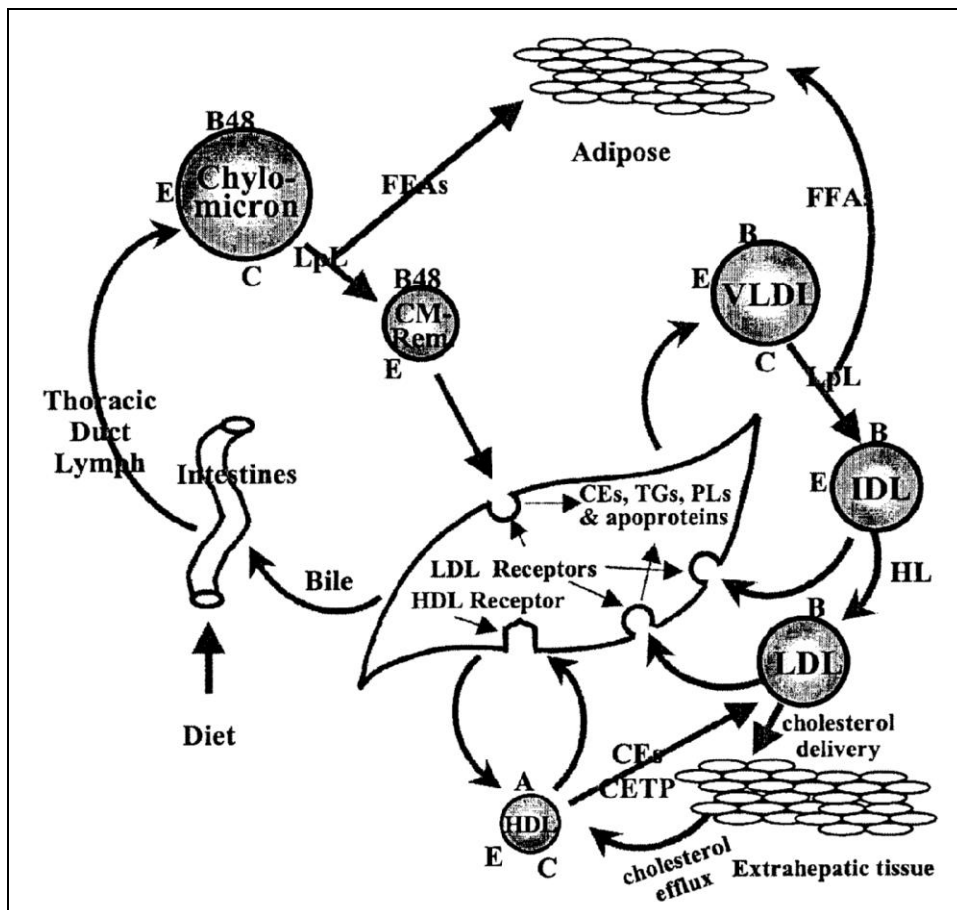 B48
Chylo-
micron
E
C
LpL
FFAs
Adipose
FFAs
B48
CM-
Rem.
E
B
E
VLDL
C
LpL
B
E
IDL
HL
Thoracic
Duct
Lymph
Intestines
CEs, TGs, PLs
& apoproteins
LDL Receptors
HDL Receptor
Bile
B
LDL
Diet
cholesterol
delivery
CEs
CETP
A
HDL
E
C
cholesterol
efflux
Extrahepatic tissue